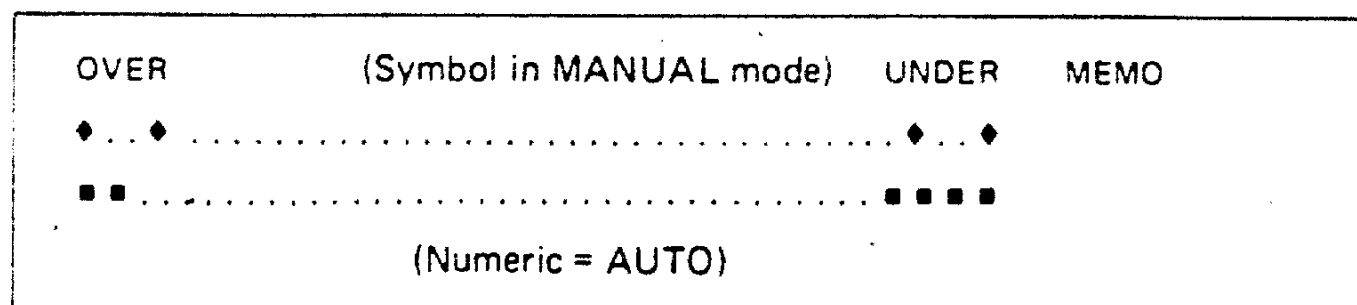 OVER (Symbol in MANUAL mode) UNDER MEMO
♦..♦........................................♦..♦
■■........................................■■■■
(Numeric = AUTO)